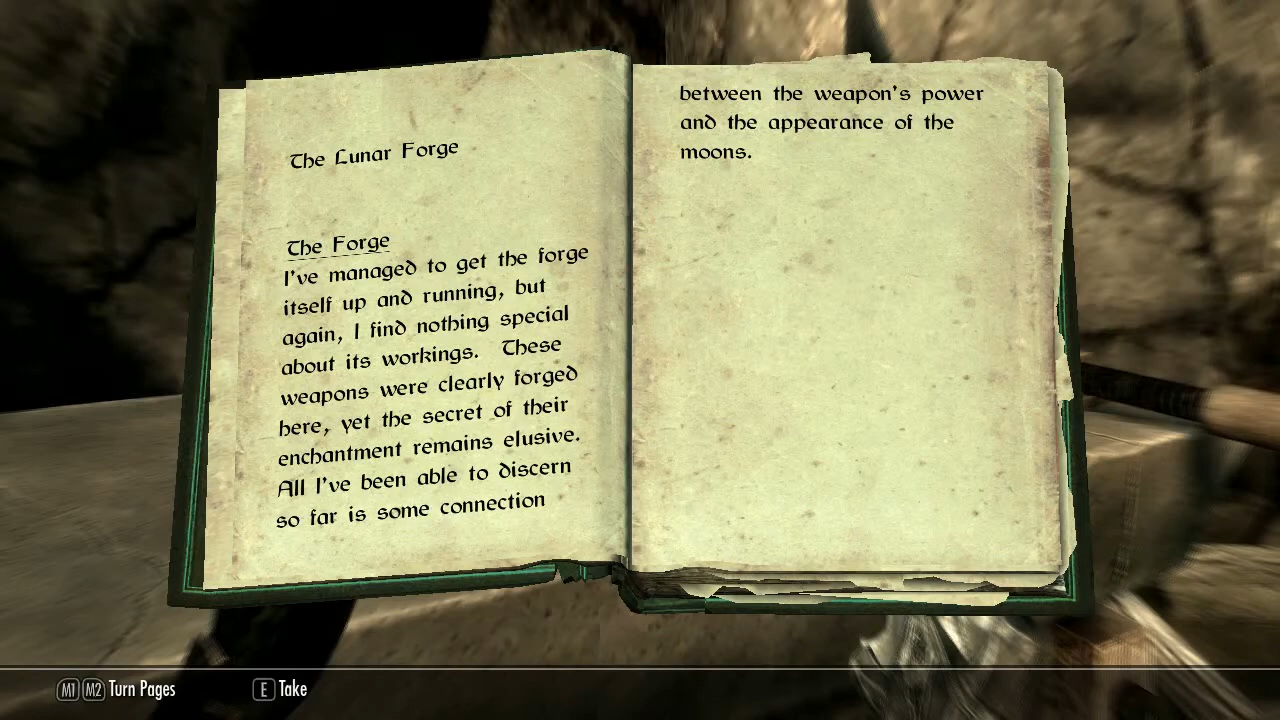 The Lunar Forge
The Forge
I've managed to get the forge
itself up and running, but
again, I find nothing special
about its workings.  These
weapons were clearly forged
here, yet the secret of their
enchantment remains elusive.
All I've been able to discern
so far is some connection
between the weapon's power
and the appearance of the
moons.
M1 M2 Turn Pages
E Take